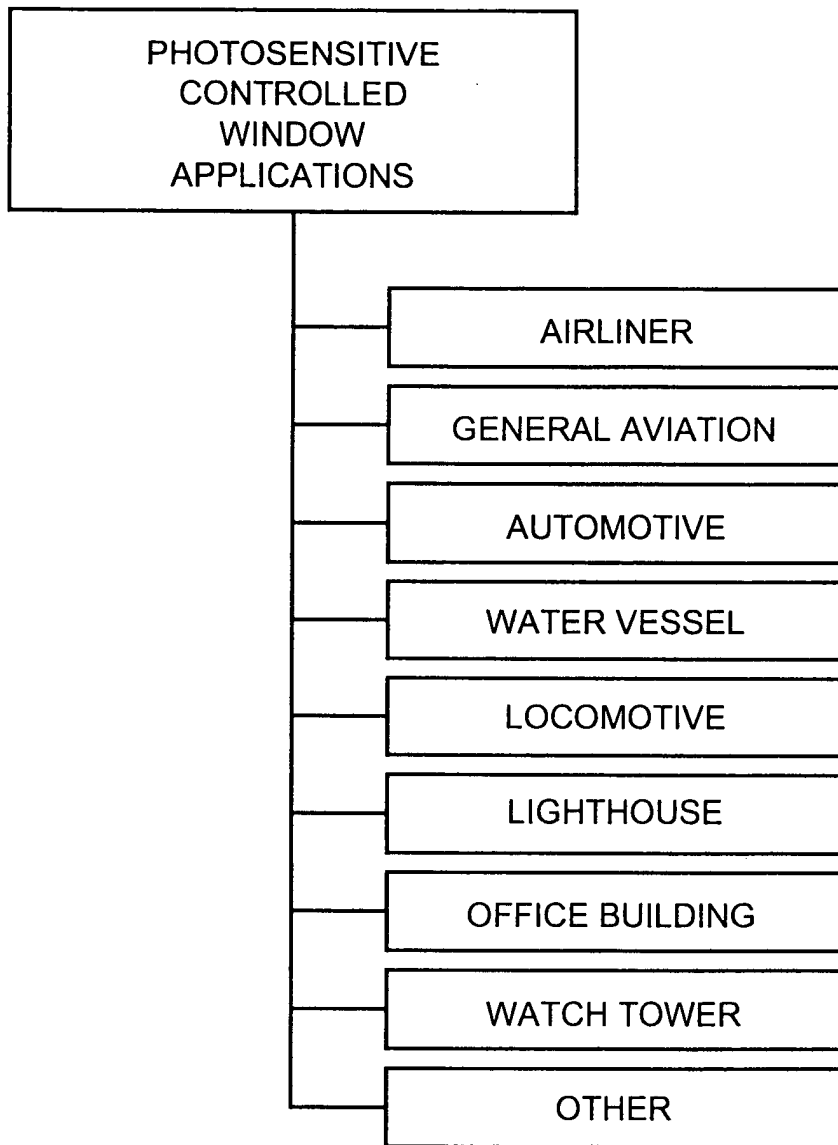 PHOTOSENSITIVE
CONTROLLED
WINDOW
APPLICATIONS
AIRLINER
GENERAL AVIATION
AUTOMOTIVE
WATER VESSEL
LOCOMOTIVE
LIGHTHOUSE
OFFICE BUILDING
WATCH TOWER
OTHER